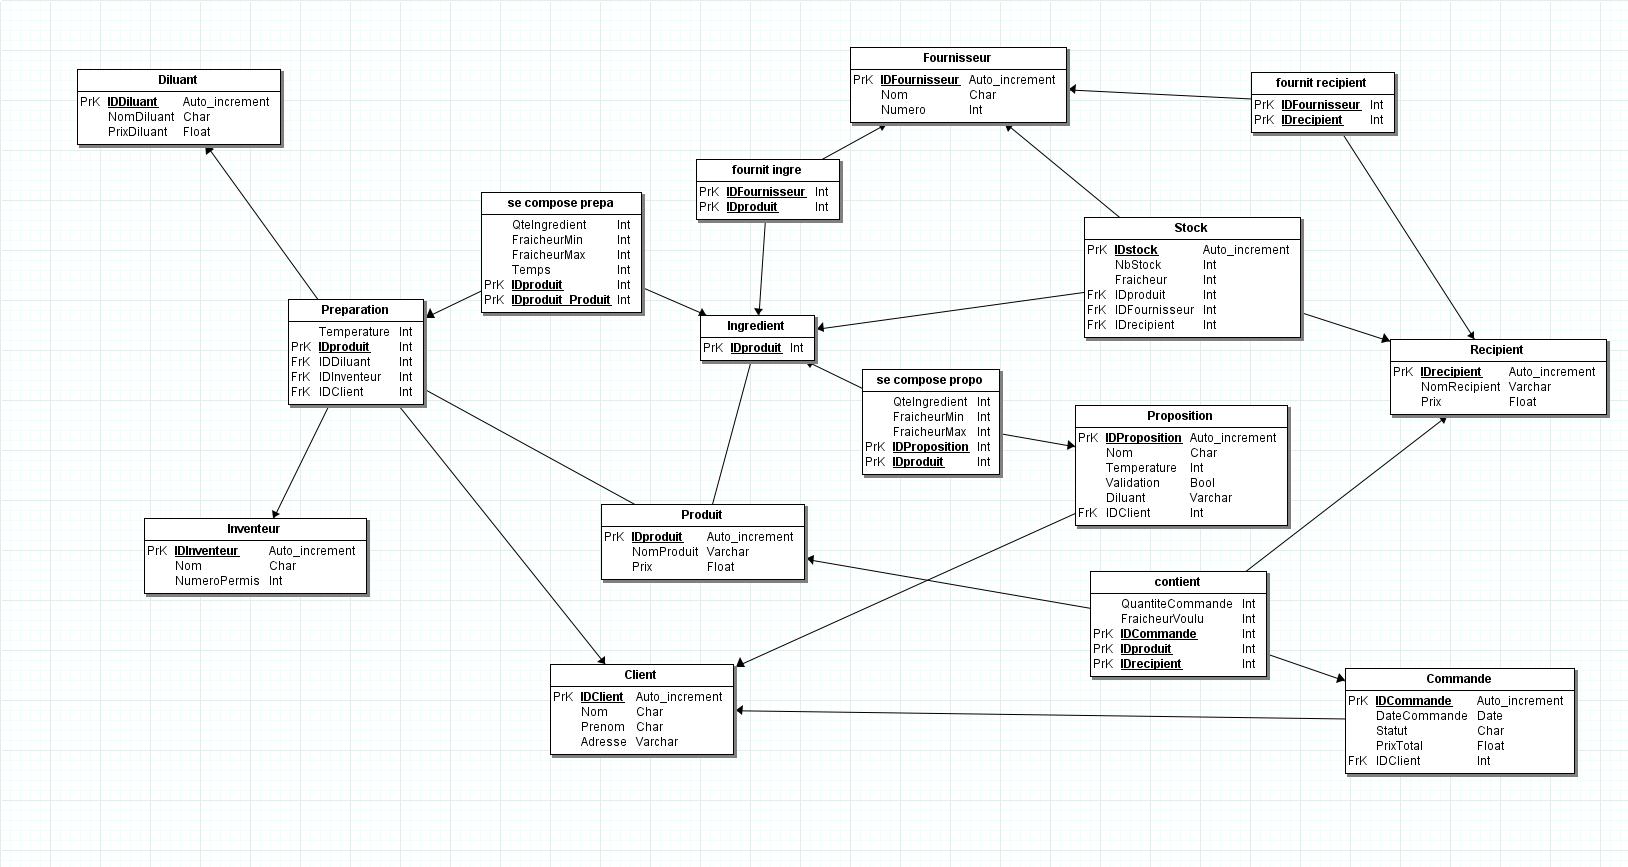 Diluant
PrK IDDiluant Auto_increment
NomDiluant Char
PrixDiluant Float
Fournisseur
PrK IDFournisseur Auto_increment
Nom Char
Numero Int
fournit recipient
PrK IDFournisseur Int
PrK IDrecipient Int
fournit ingre
PrK IDFournisseur Int
PrK IDproduit Int
se compose prepa
QteIngredient Int
FraicheurMin Int
FraicheurMax Int
Temps Int
PrK IDproduit Int
PrK IDproduit_Produit Int
Stock
PrK IDstock Auto_increment
NbStock Int
Fraicheur Int
FrK IDproduit Int
FrK IDFournisseur Int
FrK IDrecipient Int
Preparation
Temperature Int
PrK IDproduit Int
FrK IDDiluant Int
FrK IDInventeur Int
FrK IDClient Int
Ingredient
PrK IDproduit Int
Recipient
PrK IDrecipient Auto_increment
NomRecipient Varchar
Prix Float
se compose propo
QteIngredient Int
FraicheurMin Int
FraicheurMax Int
PrK IDProposition Int
PrK IDproduit Int
Proposition
PrK IDProposition Auto_increment
Nom Char
Temperature Int
Validation Bool
Diluant Varchar
FrK IDClient Int
Inventeur
PrK IDInventeur Auto_increment
Nom Char
NumeroPermis Int
Produit
PrK IDproduit Auto_increment
NomProduit Varchar
Prix Float
contient
QuantiteCommande Int
FraicheurVoulu Int
PrK IDCommande Int
PrK IDproduit Int
PrK IDrecipient Int
Client
PrK IDClient Auto_increment
Nom Char
Prenom Char
Adresse Varchar
Commande
PrK IDCommande Auto_increment
DateCommande Date
Statut Char
PrixTotal Float
FrK IDClient Int